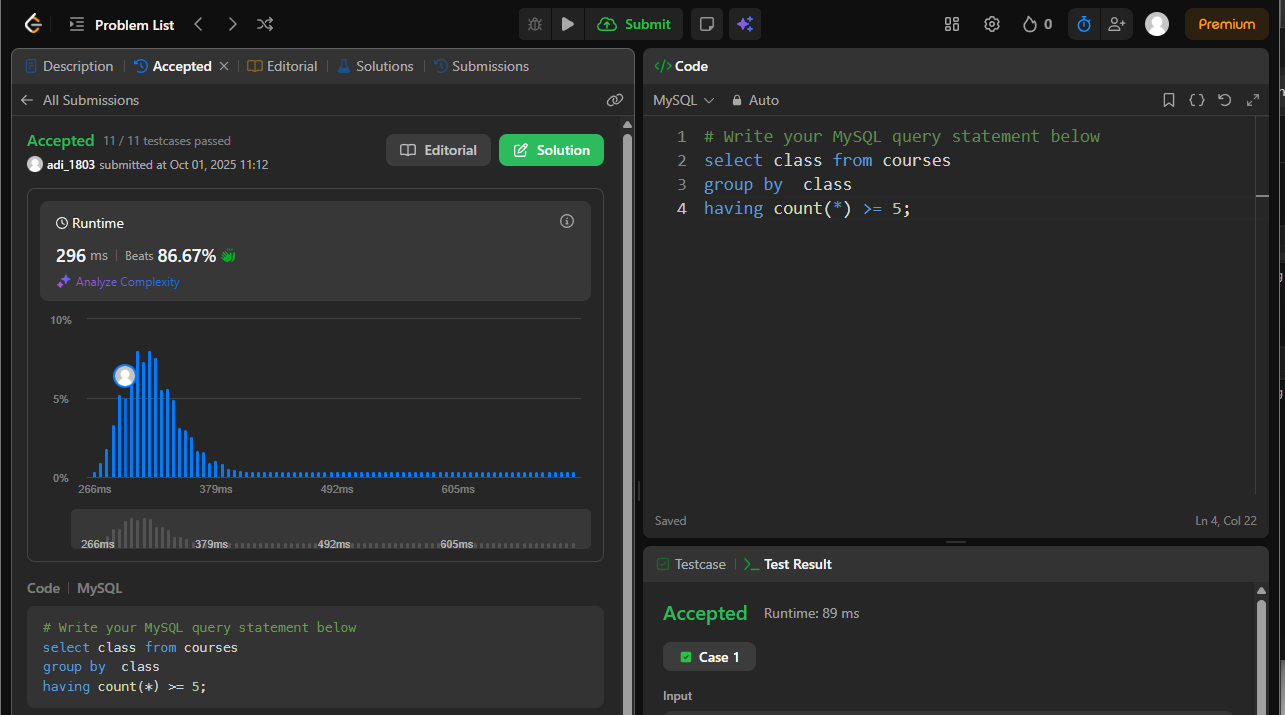 Problem List
Submit
0
Premium
Description
Accepted
Editorial
Solutions
Submissions
All Submissions
Accepted 11 / 11 testcases passed
adi_1803 submitted at Oct 01, 2025 11:12
Editorial
Solution
Runtime
296 ms Beats 86.67%
Analyze Complexity
10%
5%
0%
266ms 379ms 492ms 605ms
266ms 379ms 492ms 605ms
Code MySQL
# Write your MySQL query statement below
select class from courses
group by  class
having count(*) >= 5;
</> Code
MySQL Auto
1 # Write your MySQL query statement below
2 select class from courses
3 group by  class
4 having count(*) >= 5;
Saved
Ln 4, Col 22
Testcase
>_ Test Result
Accepted Runtime: 89 ms
Case 1
Input